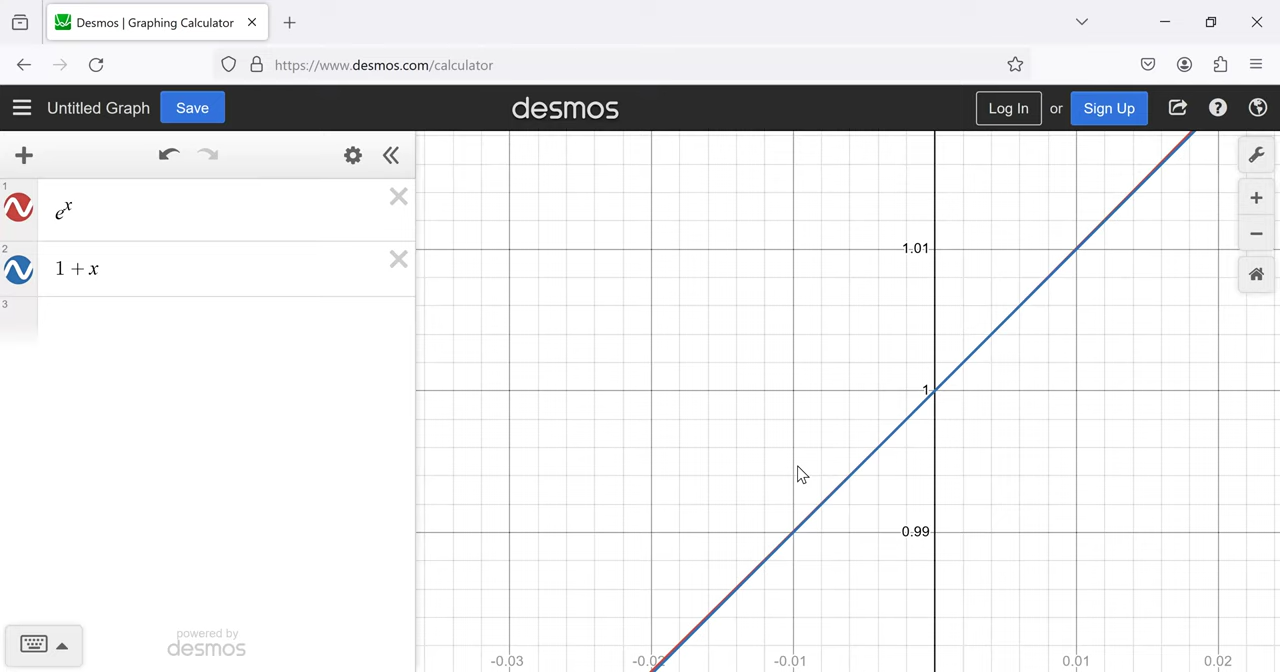 Desmos | Graphing Calculator
https://www.desmos.com/calculator
Untitled Graph
Save
desmos
Log In
or
Sign Up
1
eˣ
2
1 + x
3
powered by
desmos
1.01
1
0.99
-0.03
-0.02
-0.01
0.01
0.02